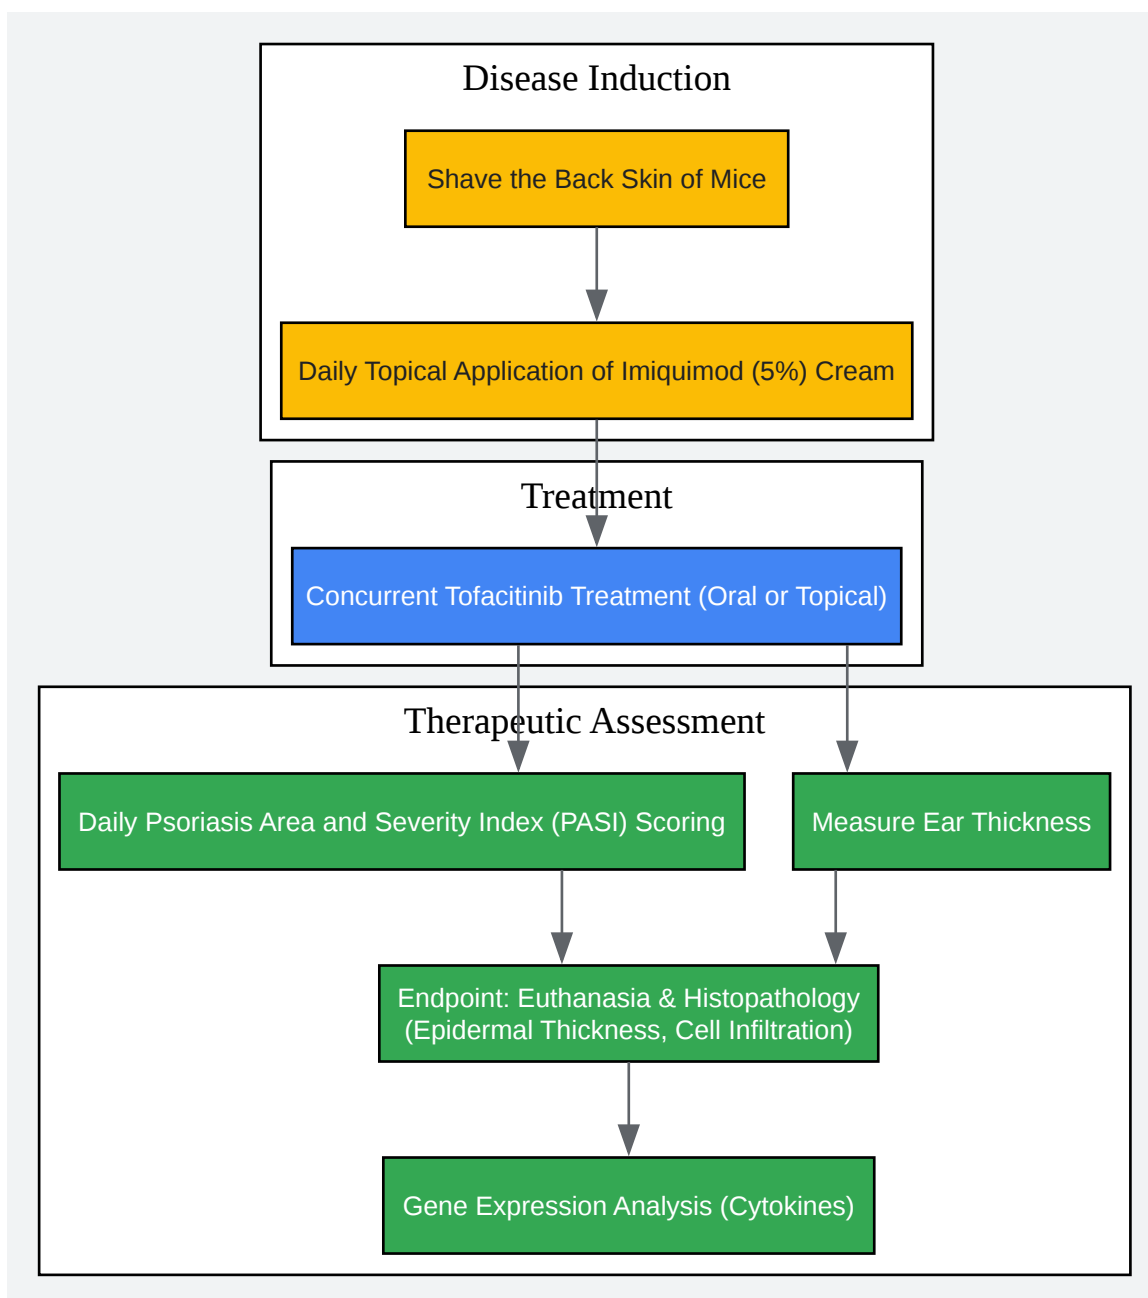 Disease Induction
Shave the Back Skin of Mice
Daily Topical Application of Imiquimod (5%) Cream
Treatment
Concurrent Tofacitinib Treatment (Oral or Topical)
Therapeutic Assessment
Daily Psoriasis Area and Severity Index (PASI) Scoring
Measure Ear Thickness
Endpoint: Euthanasia & Histopathology
(Epidermal Thickness, Cell Infiltration)
Gene Expression Analysis (Cytokines)